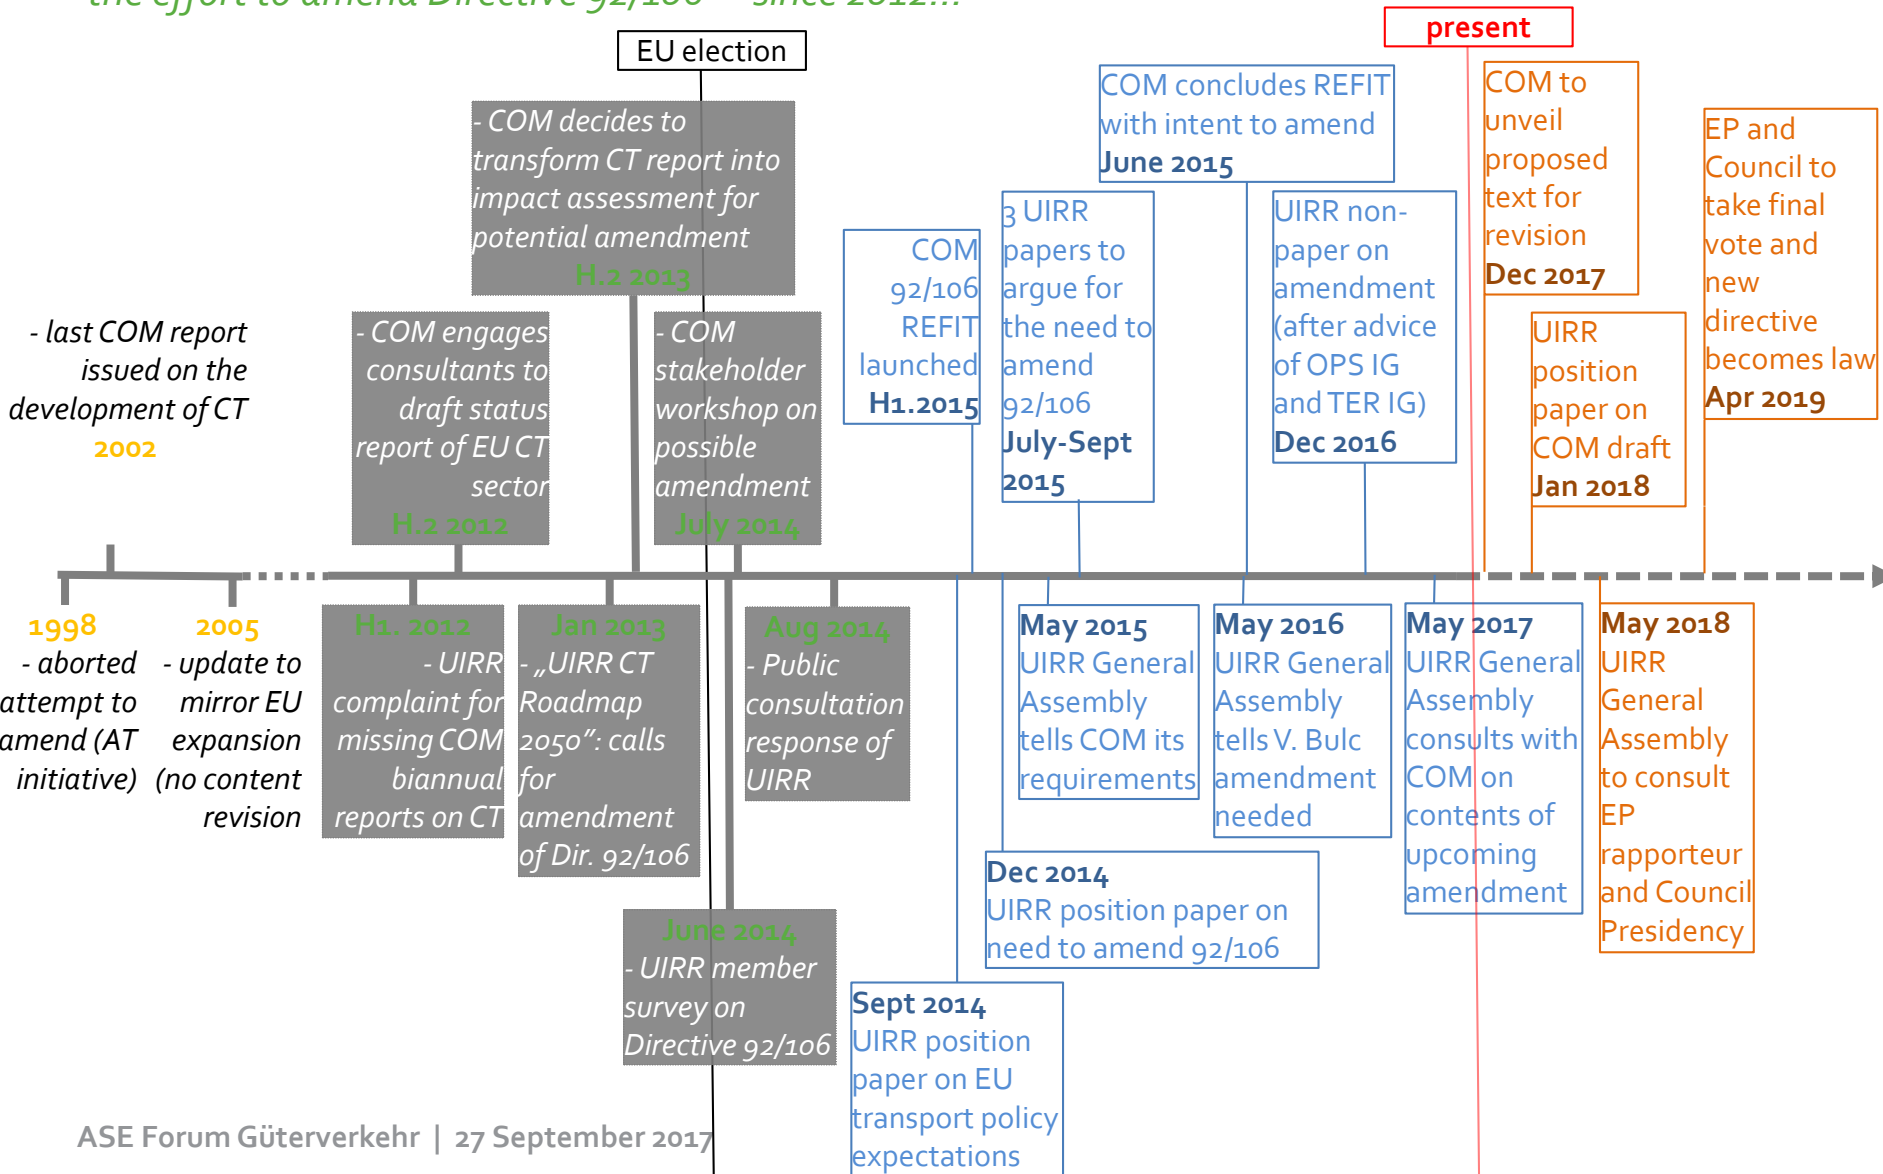 the effort to amend Directive 92/106 – since 2012...
present
EU election
COM concludes REFIT
with intent to amend
June 2015
COM to
unveil
proposed
text for
revision
Dec 2017
- COM decides to
transform CT report into
impact assessment for
potential amendment
H.2 2013
EP and
Council to
take final
vote and
new
directive
becomes law
Apr 2019
3 UIRR
papers to
argue for
the need to
amend
92/106
July-Sept
2015
UIRR non-
paper on
amendment
(after advice
of OPS IG
and TER IG)
Dec 2016
COM
92/106
REFIT
launched
H1.2015
- last COM report
issued on the
development of CT
2002
- COM engages
consultants to
draft status
report of EU CT
sector
H.2 2012
- COM
stakeholder
workshop on
possible
amendment
July 2014
UIRR
position
paper on
COM draft
Jan 2018
1998
- aborted
attempt to
amend (AT
initiative)
2005
- update to
mirror EU
expansion
(no content
revision
H1. 2012
- UIRR
complaint for
missing COM
biannual
reports on CT
Jan 2013
- „UIRR CT
Roadmap
2050”: calls
for
amendment
of Dir. 92/106
Aug 2014
- Public
consultation
response of
UIRR
May 2015
UIRR General
Assembly
tells COM its
requirements
May 2016
UIRR General
Assembly
tells V. Bulc
amendment
needed
May 2017
UIRR General
Assembly
consults with
COM on
contents of
upcoming
amendment
May 2018
UIRR
General
Assembly
to consult
EP
rapporteur
and Council
Presidency
Dec 2014
UIRR position paper on
need to amend 92/106
June 2014
- UIRR member
survey on
Directive 92/106
Sept 2014
UIRR position
paper on EU
transport policy
expectations
ASE Forum Güterverkehr | 27 September 2017